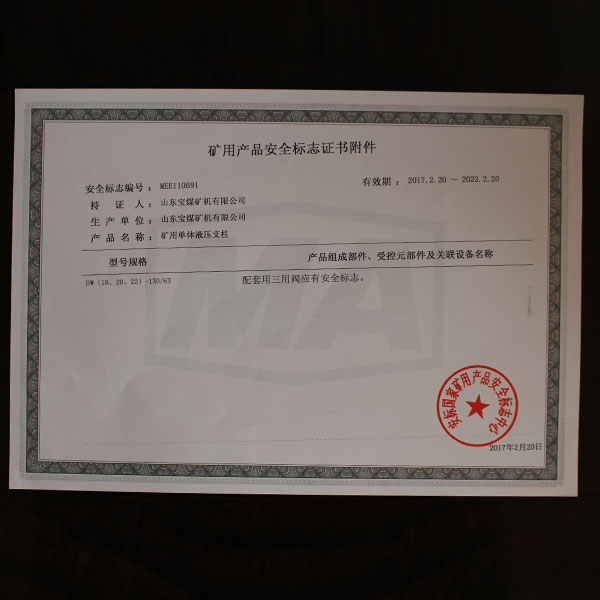 矿用产品安全标志证书附件
安全标志编号： MEE110691 有效期： 2017.2.20 ～ 2022.2.20
持 证 人： 山东宝煤矿机有限公司
生 产 单 位： 山东宝煤矿机有限公司
产 品 名 称： 矿用单体液压支柱
型号规格 产品组成部件、受控元部件及关联设备名称
DW（18、20、22）-130/63 配套用三用阀应有安全标志。
MA
安标国家矿用产品安全标志中心
2017年2月20日